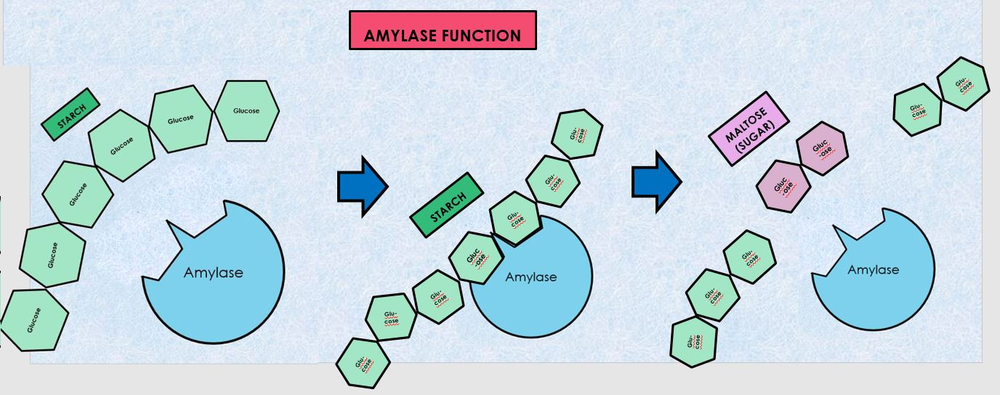 AMYLASE FUNCTION
STARCH
Glucose
Glucose
Glucose
Glucose
Glucose
Glucose
Amylase
STARCH
Glu-
cose
Glu-
cose
Glu-
cose
Gluc
-ose
Glu-
cose
Glu-
cose
Glu-
cose
Amylase
MALTOSE
(SUGAR)
Gluc
-ose
Gluc
-ose
Glu-
cose
Glu-
cose
Glu-
cose
Glu-
cose
Glu-
cose
Amylase